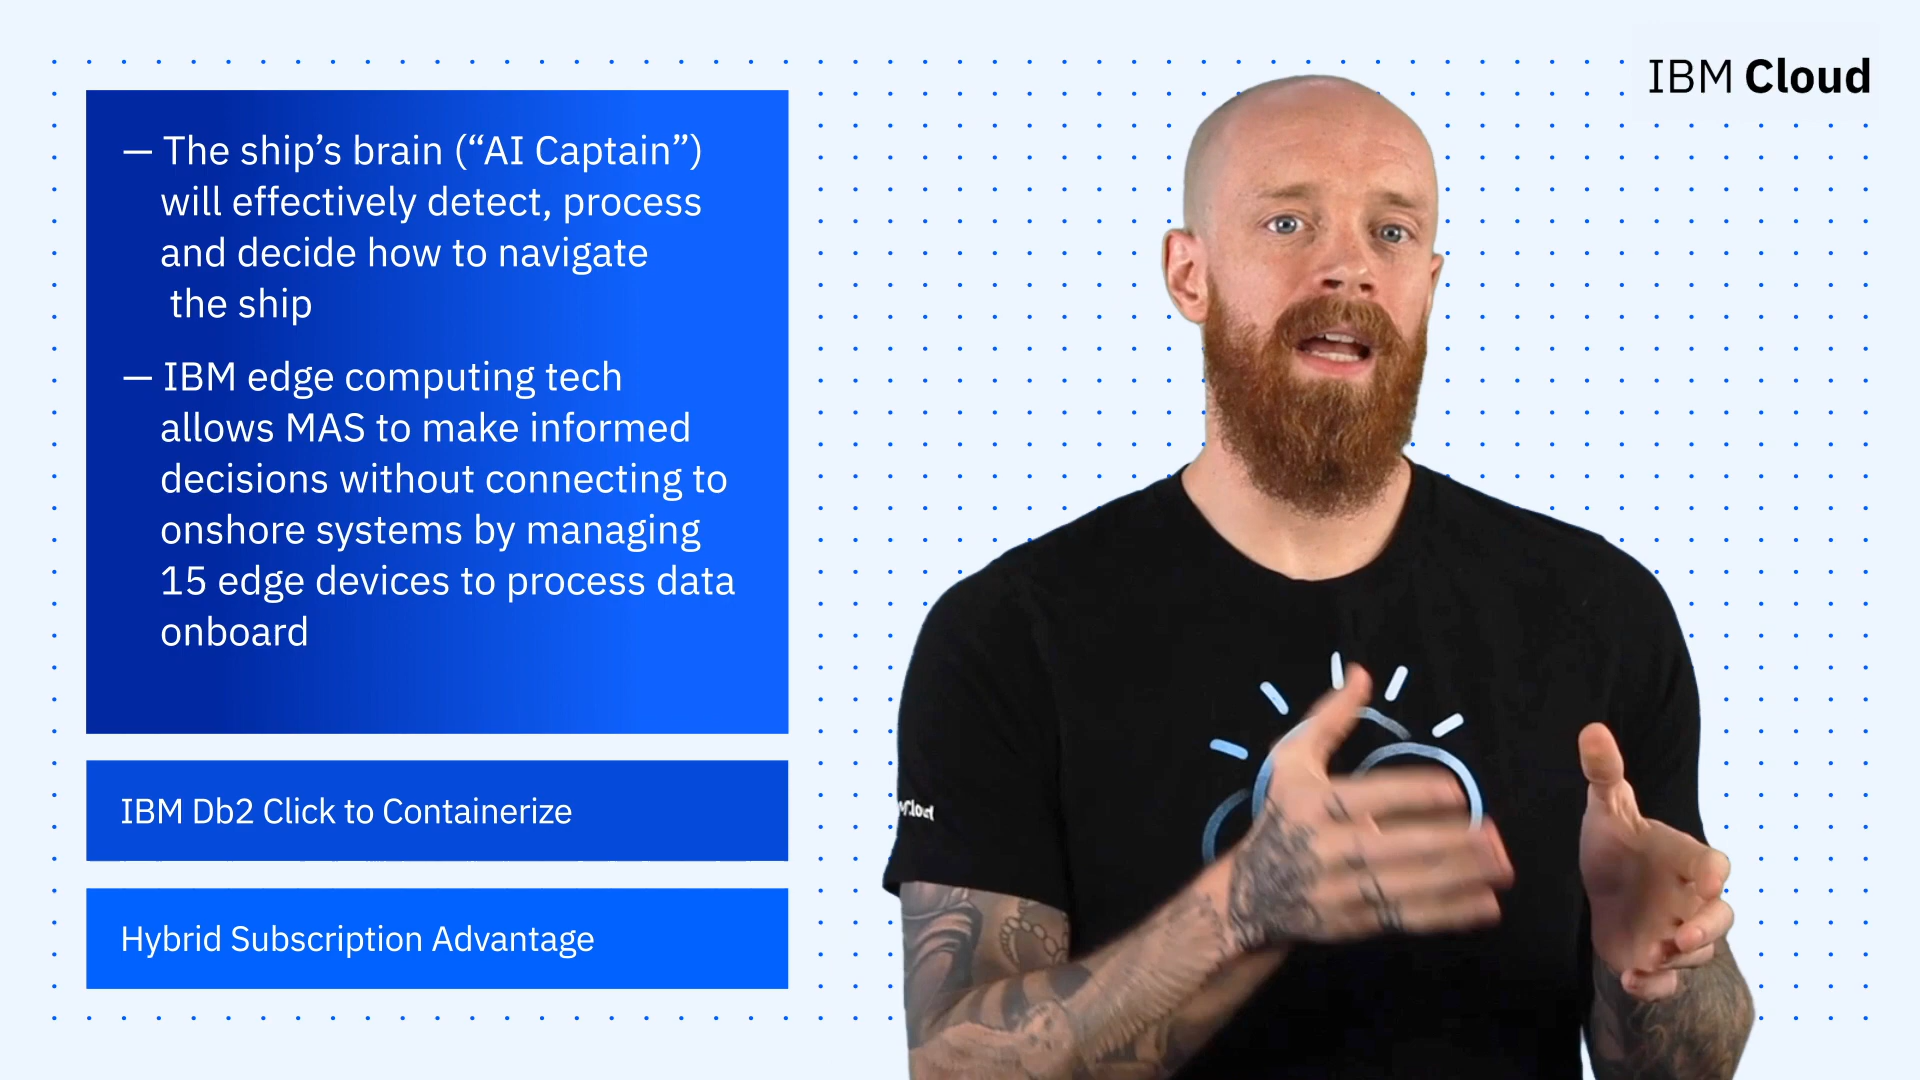 IBM Cloud
— The ship’s brain (“AI Captain”)
will effectively detect, process
and decide how to navigate
the ship
— IBM edge computing tech
allows MAS to make informed
decisions without connecting to
onshore systems by managing
15 edge devices to process data
onboard
IBM Db2 Click to Containerize
Hybrid Subscription Advantage